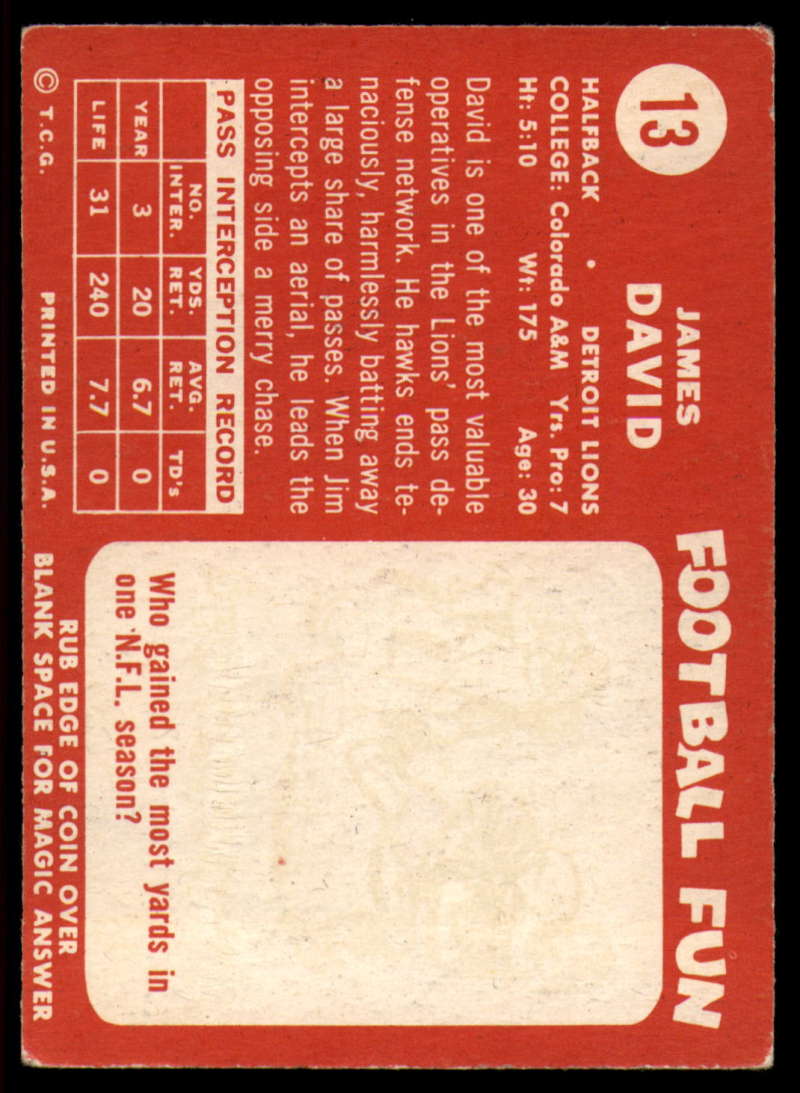 13
JAMES
DAVID
HALFBACK • DETROIT LIONS
COLLEGE: Colorado A&M Yrs. Pro: 7
Ht: 5:10 Wt: 175 Age: 30
David is one of the most valuable
operatives in the Lions' pass de-
fense network. He hawks ends te-
naciously, harmlessly batting away
a large share of passes. When Jim
intercepts an aerial, he leads the
opposing side a merry chase.
PASS INTERCEPTION RECORD
NO. INTER. YDS. RET. AVG. RET. TD's
YEAR 3 20 6.7 0
LIFE 31 240 7.7 0
© T.C.G. PRINTED IN U.S.A.
FOOTBALL FUN
Who gained the most yards in
one N.F.L. season?
RUB EDGE OF COIN OVER
BLANK SPACE FOR MAGIC ANSWER